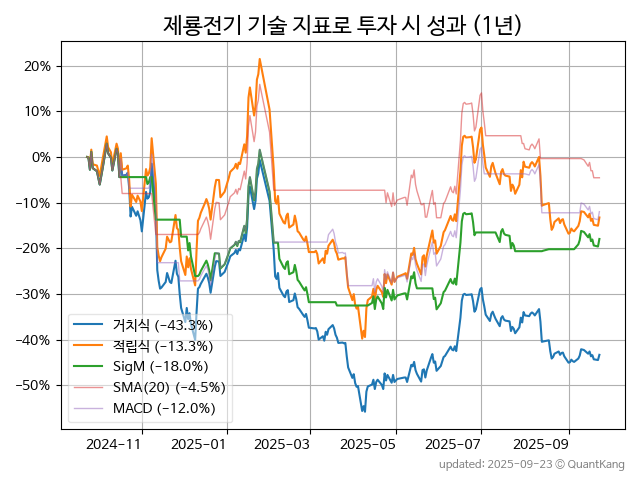 제룡전기 기술 지표로 투자 시 성과 (1년)
20%
10%
0%
−10%
−20%
−30%
−40%
−50%
거치식 (−43.3%)
적립식 (−13.3%)
SigM (−18.0%)
SMA(20) (−4.5%)
MACD (−12.0%)
2024-11
2025-01
2025-03
2025-05
2025-07
2025-09
updated: 2025-09-23 ⓒ QuantKang